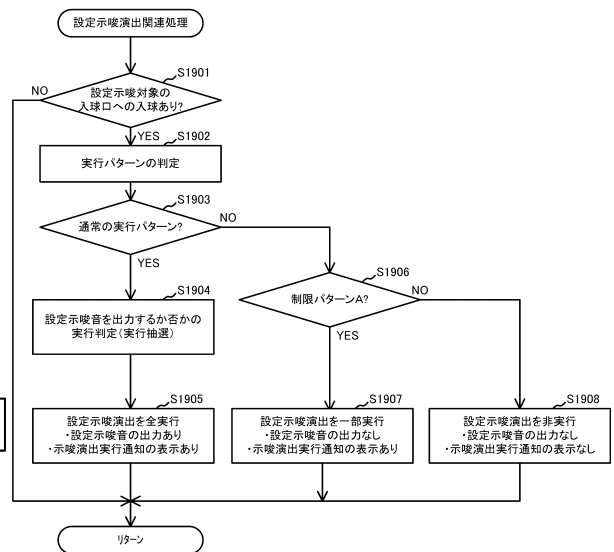 設定示唆演出関連処理
S1901
NO
設定示唆対象の
入球口への入球あり?
YES
S1902
実行パターンの判定
S1903
通常の実行パターン?
NO
YES
S1904
設定示唆音を出力するか否かの
実行判定(実行抽選)
S1906
制限パターンA?
NO
YES
S1905
設定示唆演出を全実行
・設定示唆音の出力あり
・示唆演出実行通知の表示あり
S1907
設定示唆演出を一部実行
・設定示唆音の出力なし
・示唆演出実行通知の表示あり
S1908
設定示唆演出を非実行
・設定示唆音の出力なし
・示唆演出実行通知の表示なし
リターン